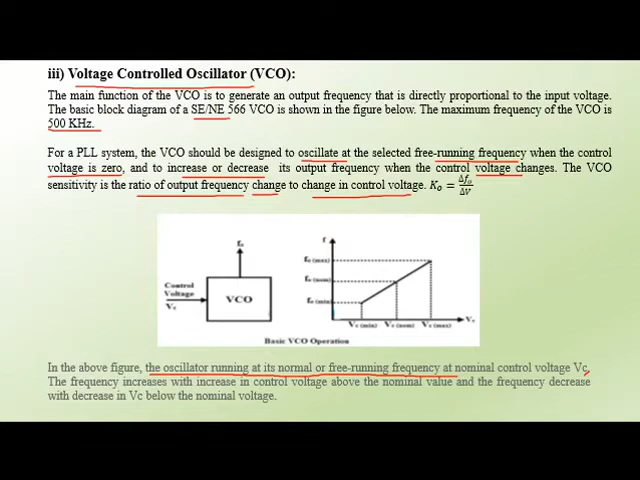 iii) Voltage Controlled Oscillator (VCO):
The main function of the VCO is to generate an output frequency that is directly proportional to the input voltage.
The basic block diagram of a SE/NE 566 VCO is shown in the figure below. The maximum frequency of the VCO is
500 KHz.
For a PLL system, the VCO should be designed to oscillate at the selected free-running frequency when the control
voltage is zero, and to increase or decrease its output frequency when the control voltage changes. The VCO
sensitivity is the ratio of output frequency change to change in control voltage. Kₒ = Δfₒ/ΔV
fₒ
Control
Voltage
Vc
VCO
f
fₒ (max)
fₒ (nom)
fₒ (min)
Vc (min) Vc (nom) Vc (max)
Vc
Basic VCO Operation
In the above figure, the oscillator running at its normal or free-running frequency at nominal control voltage Vc.
The frequency increases with increase in control voltage above the nominal value and the frequency decrease
with decrease in Vc below the nominal voltage.